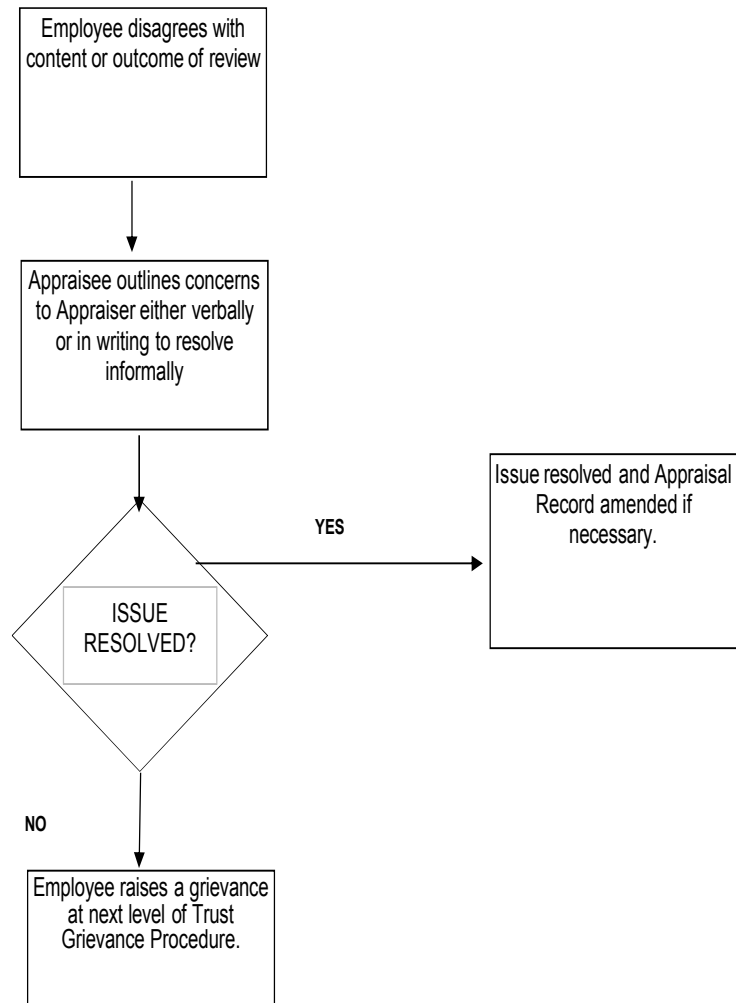 Employee disagrees with
content or outcome of review
Appraisee outlines concerns
to Appraiser either verbally
or in writing to resolve
informally
Issue resolved and Appraisal
Record amended if
necessary.
YES
ISSUE
RESOLVED?
NO
Employee raises a grievance
at next level of Trust
Grievance Procedure.